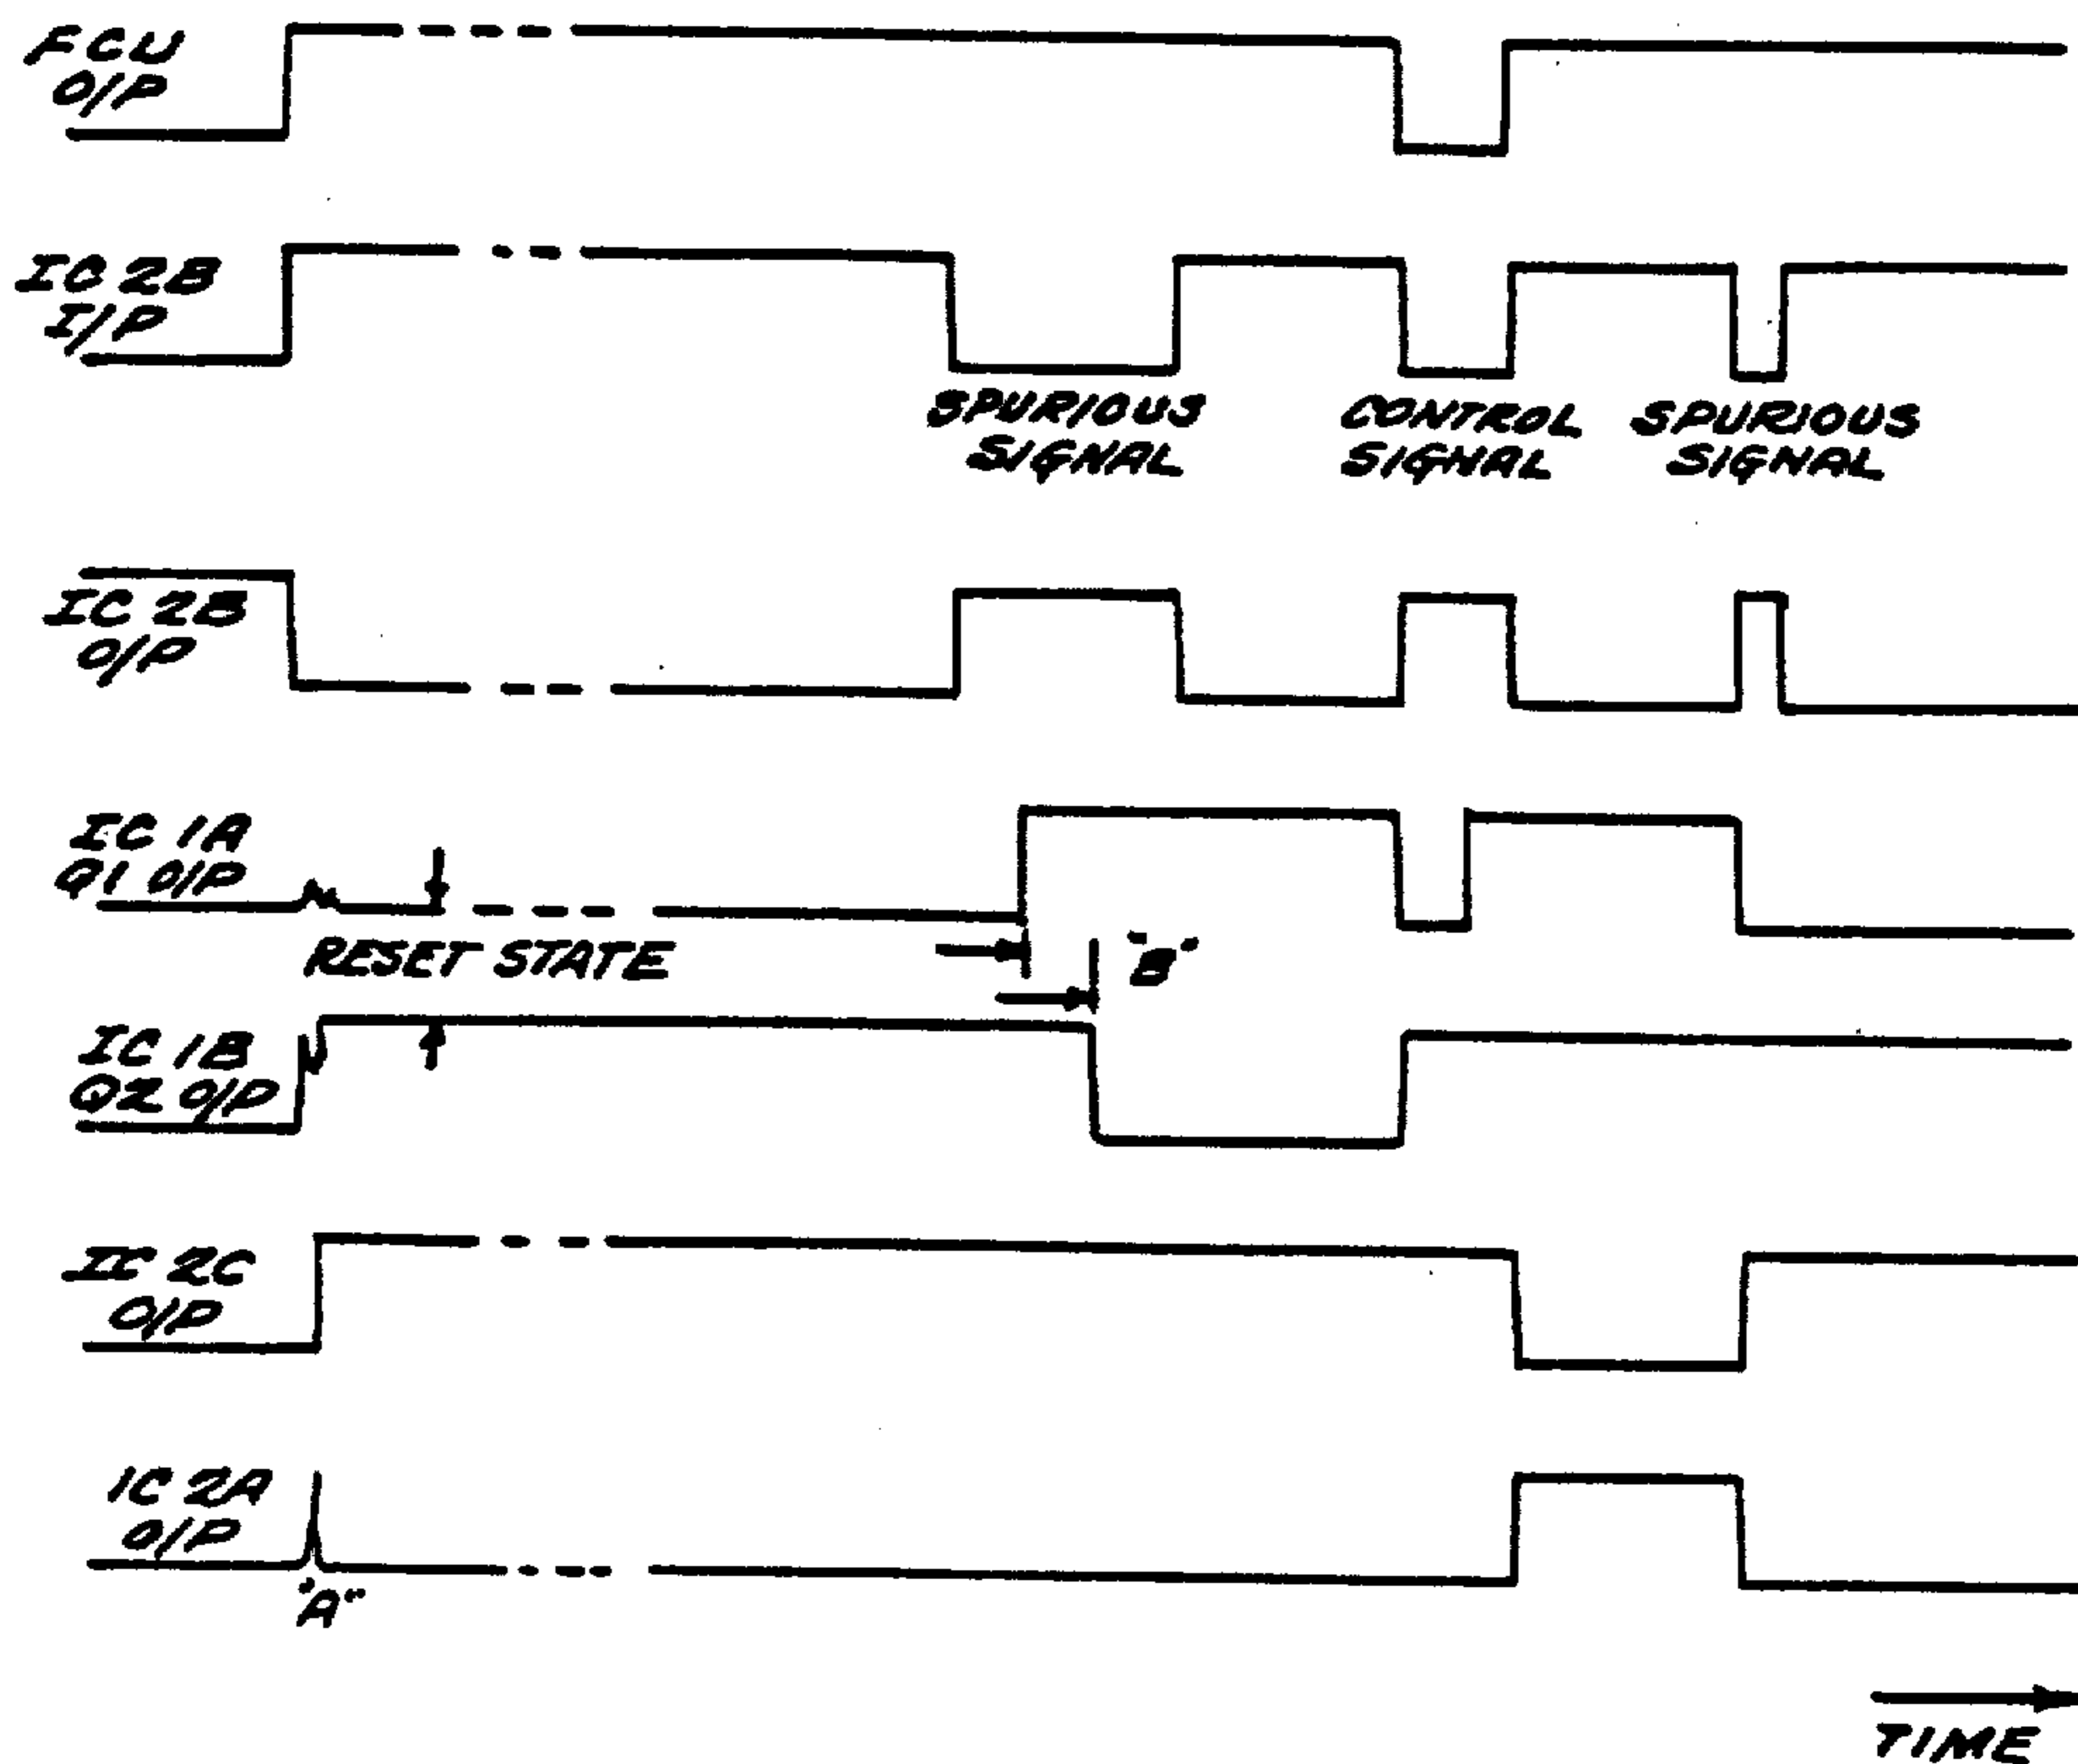 FCU
O/P
IC 2B
I/P
SPURIOUS
SIGNAL
CONTROL
SIGNAL
SPURIOUS
SIGNAL
IC 2B
O/P
IC 1A
Q1 O/P
RESET STATE
"B"
IC 1B
Q2 O/P
IC 2C
O/P
IC 2A
O/P
"A"
TIME